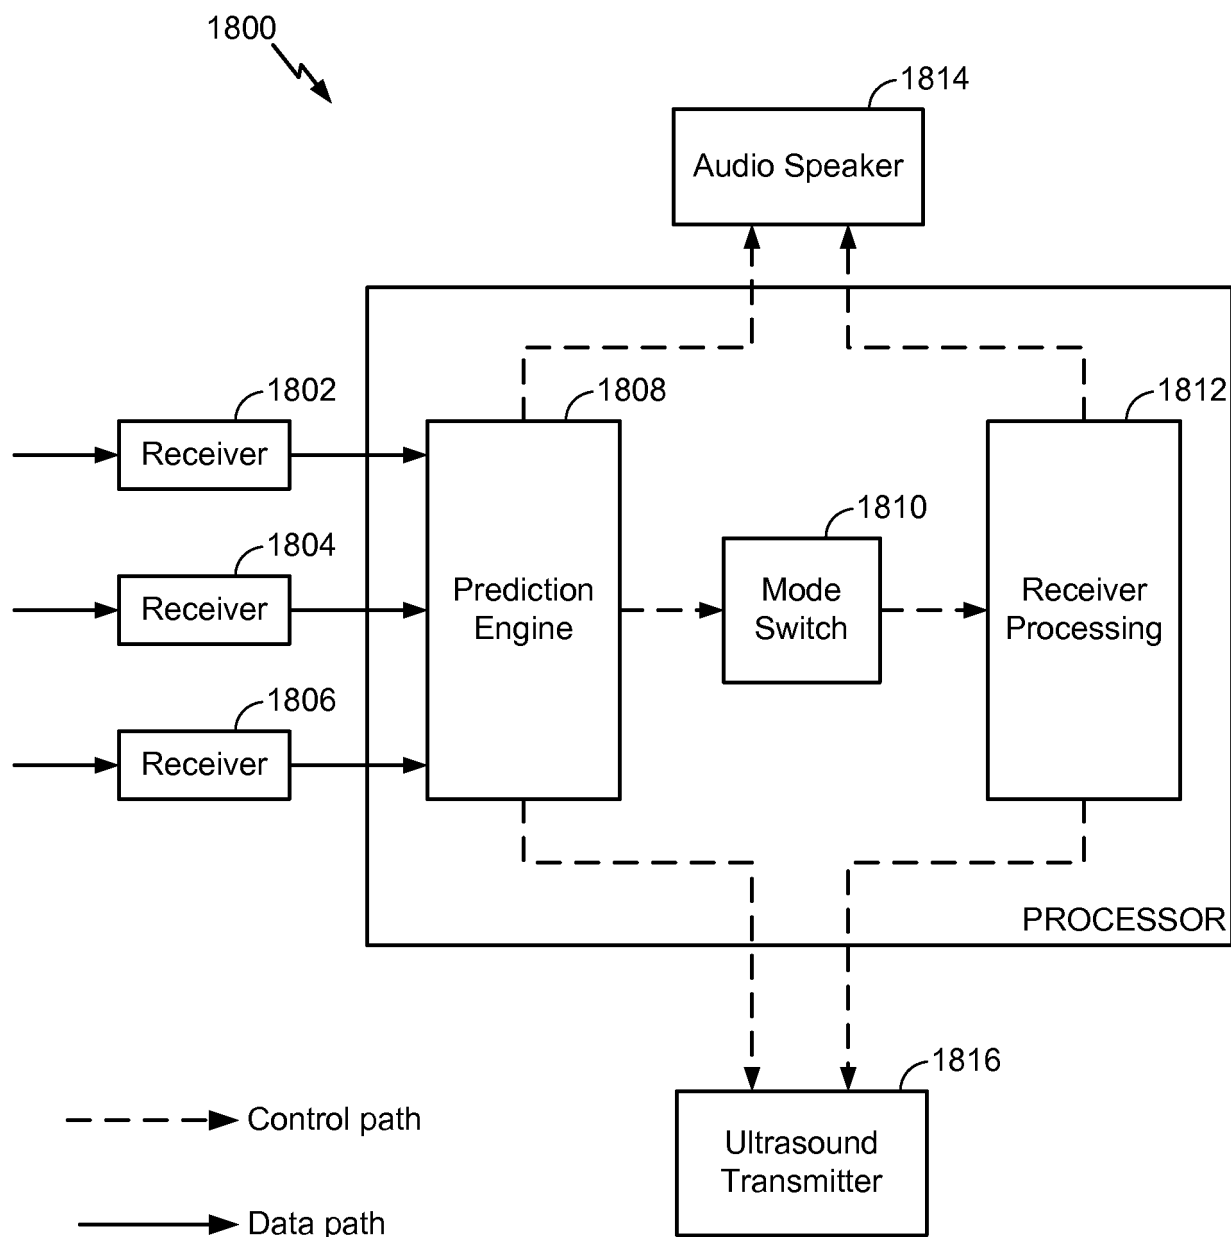 1800
1814
Audio Speaker
1802
1808
1812
Receiver
1804
1810
Receiver
Prediction
Engine
Mode
Switch
Receiver
Processing
1806
Receiver
PROCESSOR
1816
Control path
Ultrasound
Transmitter
Data path